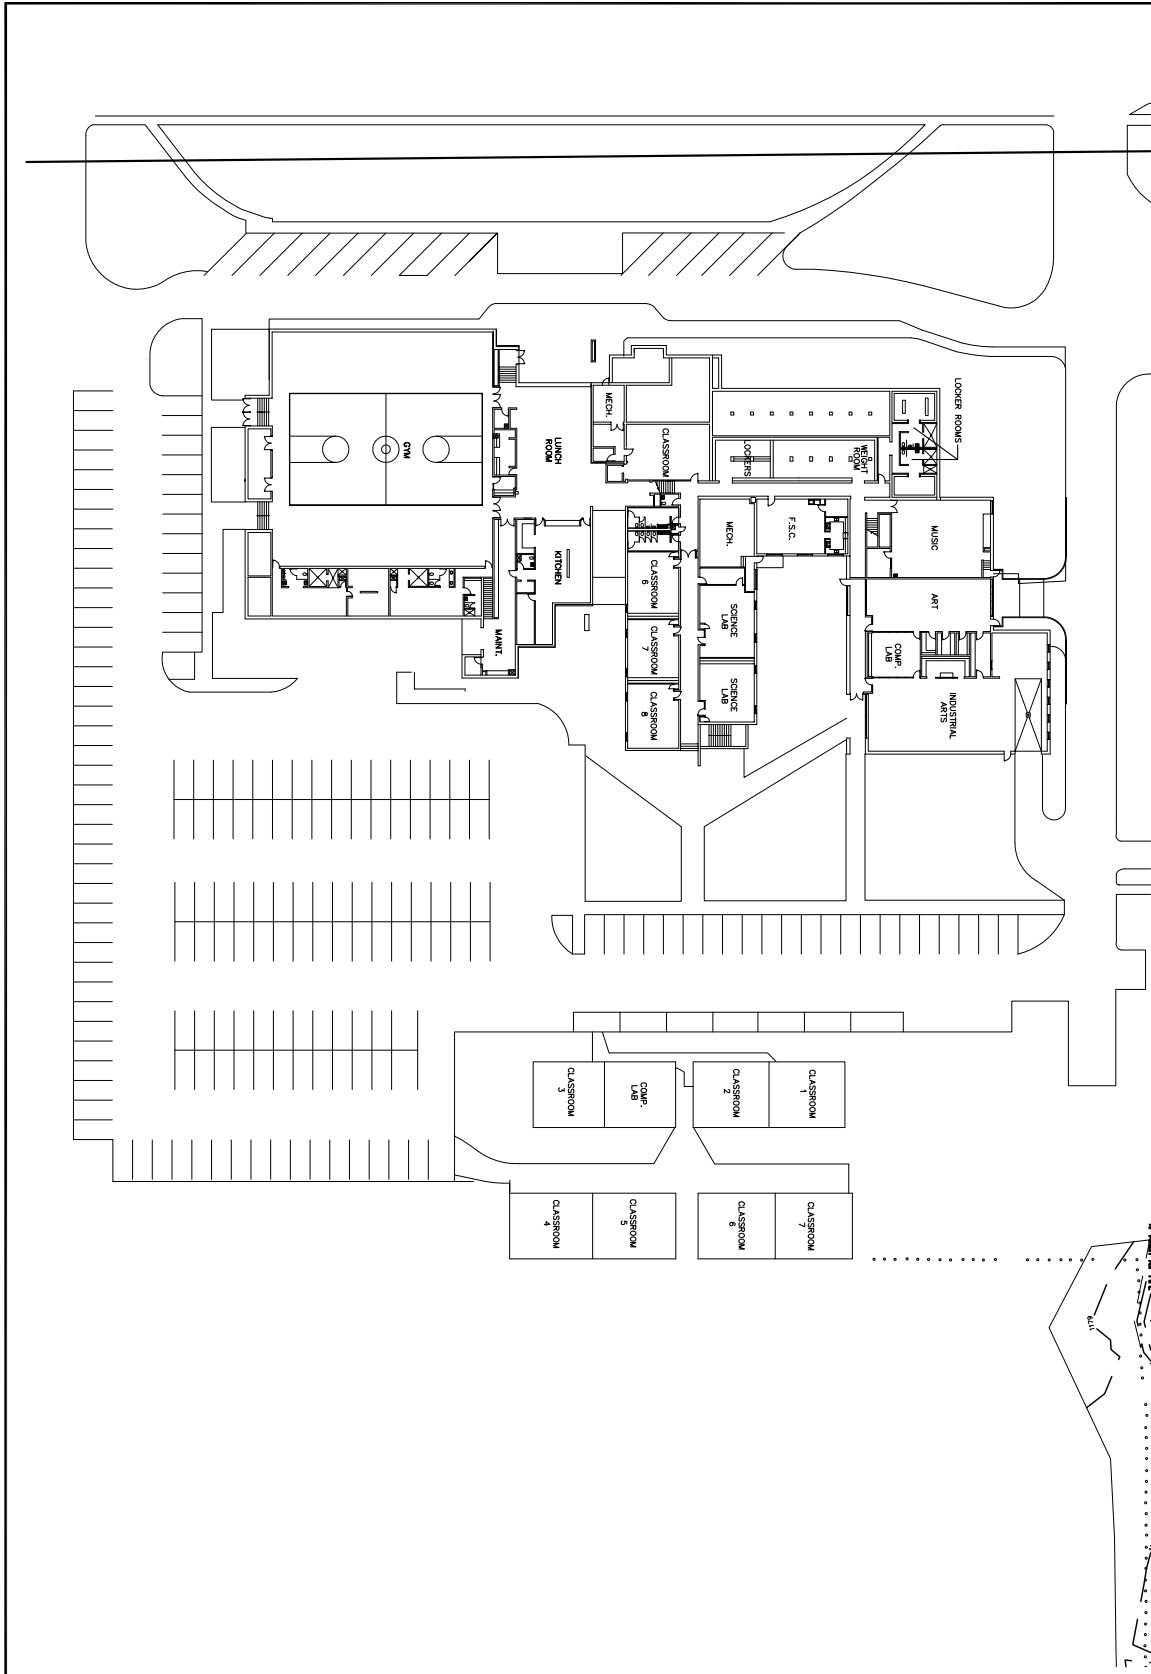 LOCKER ROOMS
MECH.
CLASSROOM
LOCKERS
WEIGHT
ROOM
GYM
LUNCH
ROOM
KITCHEN
MAINT.
CLASSROOM
6
CLASSROOM
7
CLASSROOM
8
MECH.
F.S.C.
SCIENCE
LAB
SCIENCE
LAB
MUSIC
ART
COMP.
LAB
INDUSTRIAL
ARTS
CLASSROOM
3
COMP.
LAB
CLASSROOM
2
CLASSROOM
1
CLASSROOM
4
CLASSROOM
5
CLASSROOM
6
CLASSROOM
7
1179